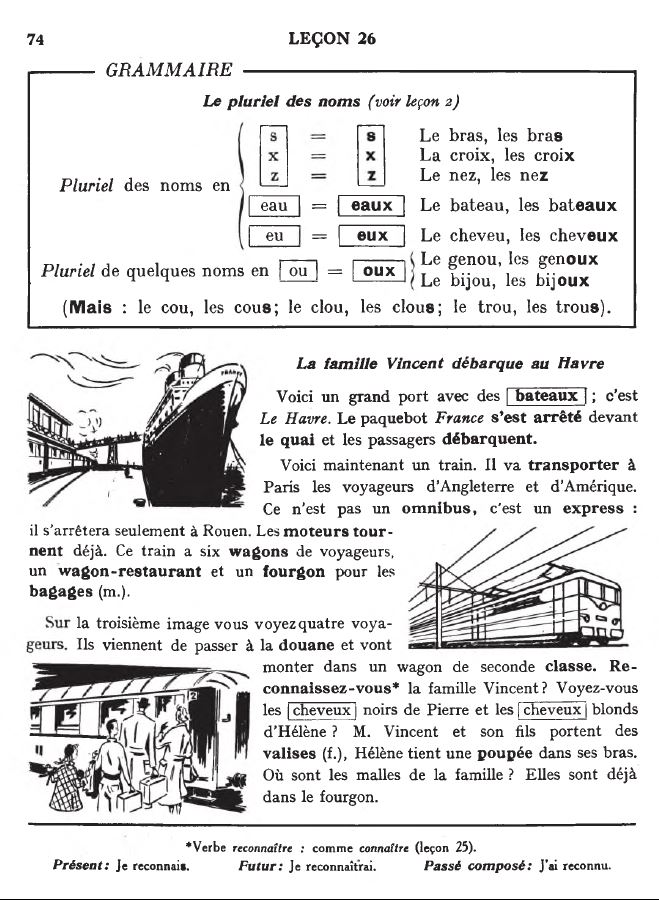 74
LEÇON 26
GRAMMAIRE
Le pluriel des noms (voir leçon 2)
s = s Le bras, les bras
x = x La croix, les croix
Pluriel des noms en z = z Le nez, les nez
eau = eaux Le bateau, les bateaux
eu = eux Le cheveu, les cheveux
Pluriel de quelques noms en ou = oux Le genou, les genoux
Le bijou, les bijoux
(Mais : le cou, les cous; le clou, les clous; le trou, les trous).
FRANCE
La famille Vincent débarque au Havre
Voici un grand port avec des bateaux ; c'est
Le Havre. Le paquebot France s'est arrêté devant
le quai et les passagers débarquent.
Voici maintenant un train. Il va transporter à
Paris les voyageurs d'Angleterre et d'Amérique.
Ce n'est pas un omnibus, c'est un express :
il s'arrêtera seulement à Rouen. Les moteurs tour-
nent déjà. Ce train a six wagons de voyageurs,
un wagon-restaurant et un fourgon pour les
bagages (m.).
Sur la troisième image vous voyez quatre voya-
geurs. Ils viennent de passer à la douane et vont
monter dans un wagon de seconde classe. Re-
connaissez-vous* la famille Vincent ? Voyez-vous
les cheveux noirs de Pierre et les cheveux blonds
d'Hélène ? M. Vincent et son fils portent des
valises (f.), Hélène tient une poupée dans ses bras.
Où sont les malles de la famille ? Elles sont déjà
dans le fourgon.
2
*Verbe reconnaître : comme connaître (leçon 25).
Présent : Je reconnais. Futur : Je reconnaîtrai. Passé composé : J'ai reconnu.